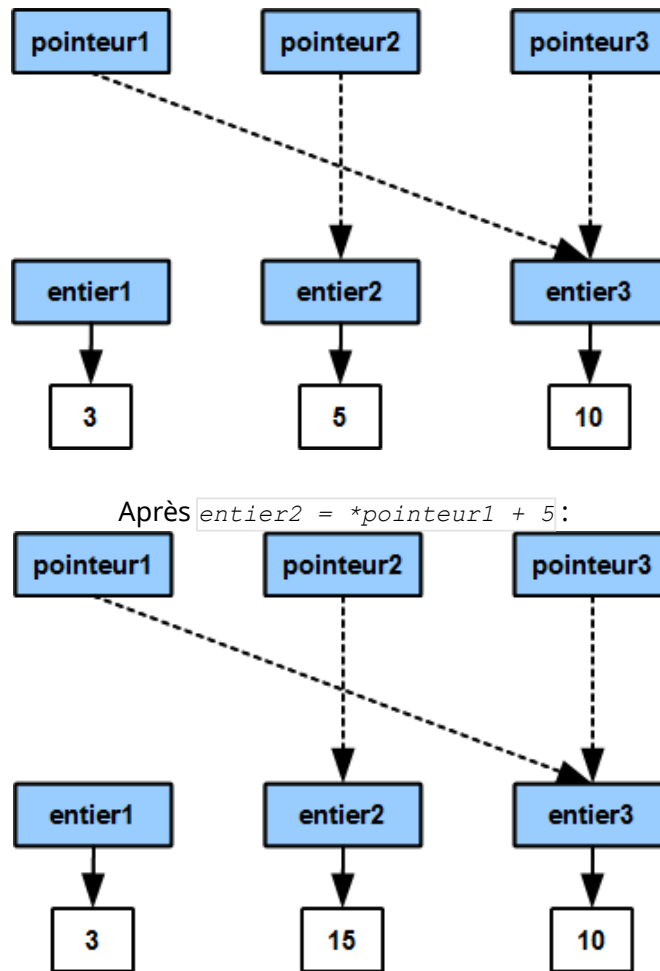 pointeur1 pointeur2 pointeur3
entier1 entier2 entier3
3 5 10
Après entier2 = *pointeur1 + 5:
pointeur1 pointeur2 pointeur3
entier1 entier2 entier3
3 15 10